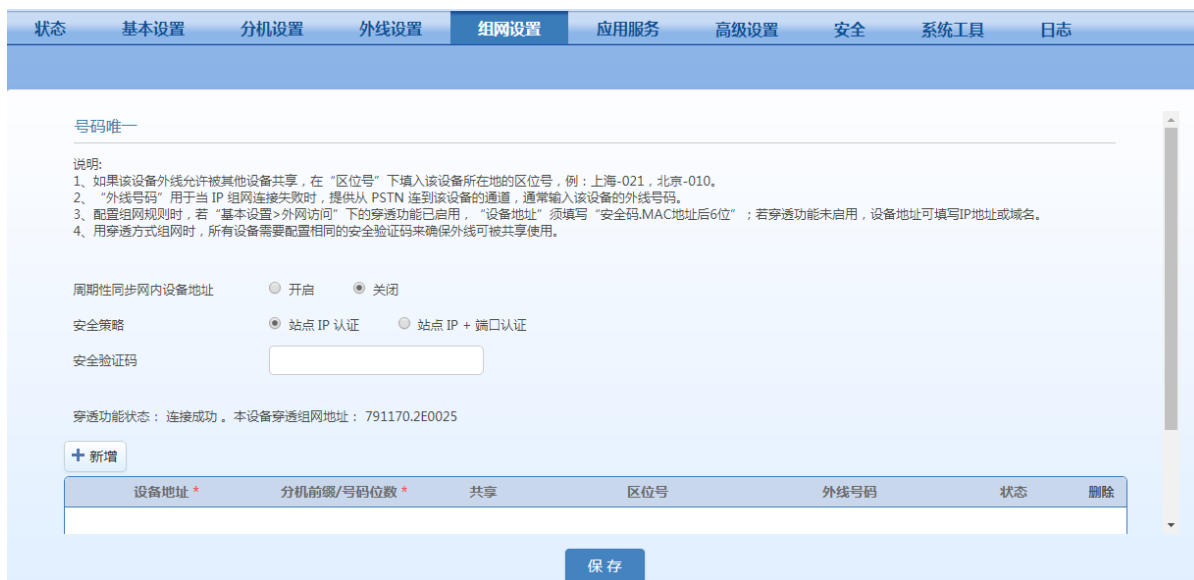 状态 基本设置 分机设置 外线设置 组网设置 应用服务 高级设置 安全 系统工具 日志
号码唯一
说明:
1、如果该设备外线允许被其他设备共享，在“区位号”下填入该设备所在地的区位号，例：上海-021，北京-010。
2、“外线号码”用于当 IP 组网连接失败时，提供从 PSTN 连到该设备的通道，通常输入该设备的外线号码。
3、配置组网规则时，若“基本设置>外网访问”下的穿透功能已启用，“设备地址”须填写“安全码.MAC地址后6位”；若穿透功能未启用，设备地址可填写IP地址或域名。
4、用穿透方式组网时，所有设备需要配置相同的安全验证码来确保外线可被共享使用。
周期性同步网内设备地址 开启 关闭
安全策略 站点 IP 认证 站点 IP + 端口认证
安全验证码
穿透功能状态： 连接成功 。本设备穿透组网地址： 791170.2E0025
+ 新增
设备地址 * 分机前缀/号码位数 * 共享 区位号 外线号码 状态 删除
保存